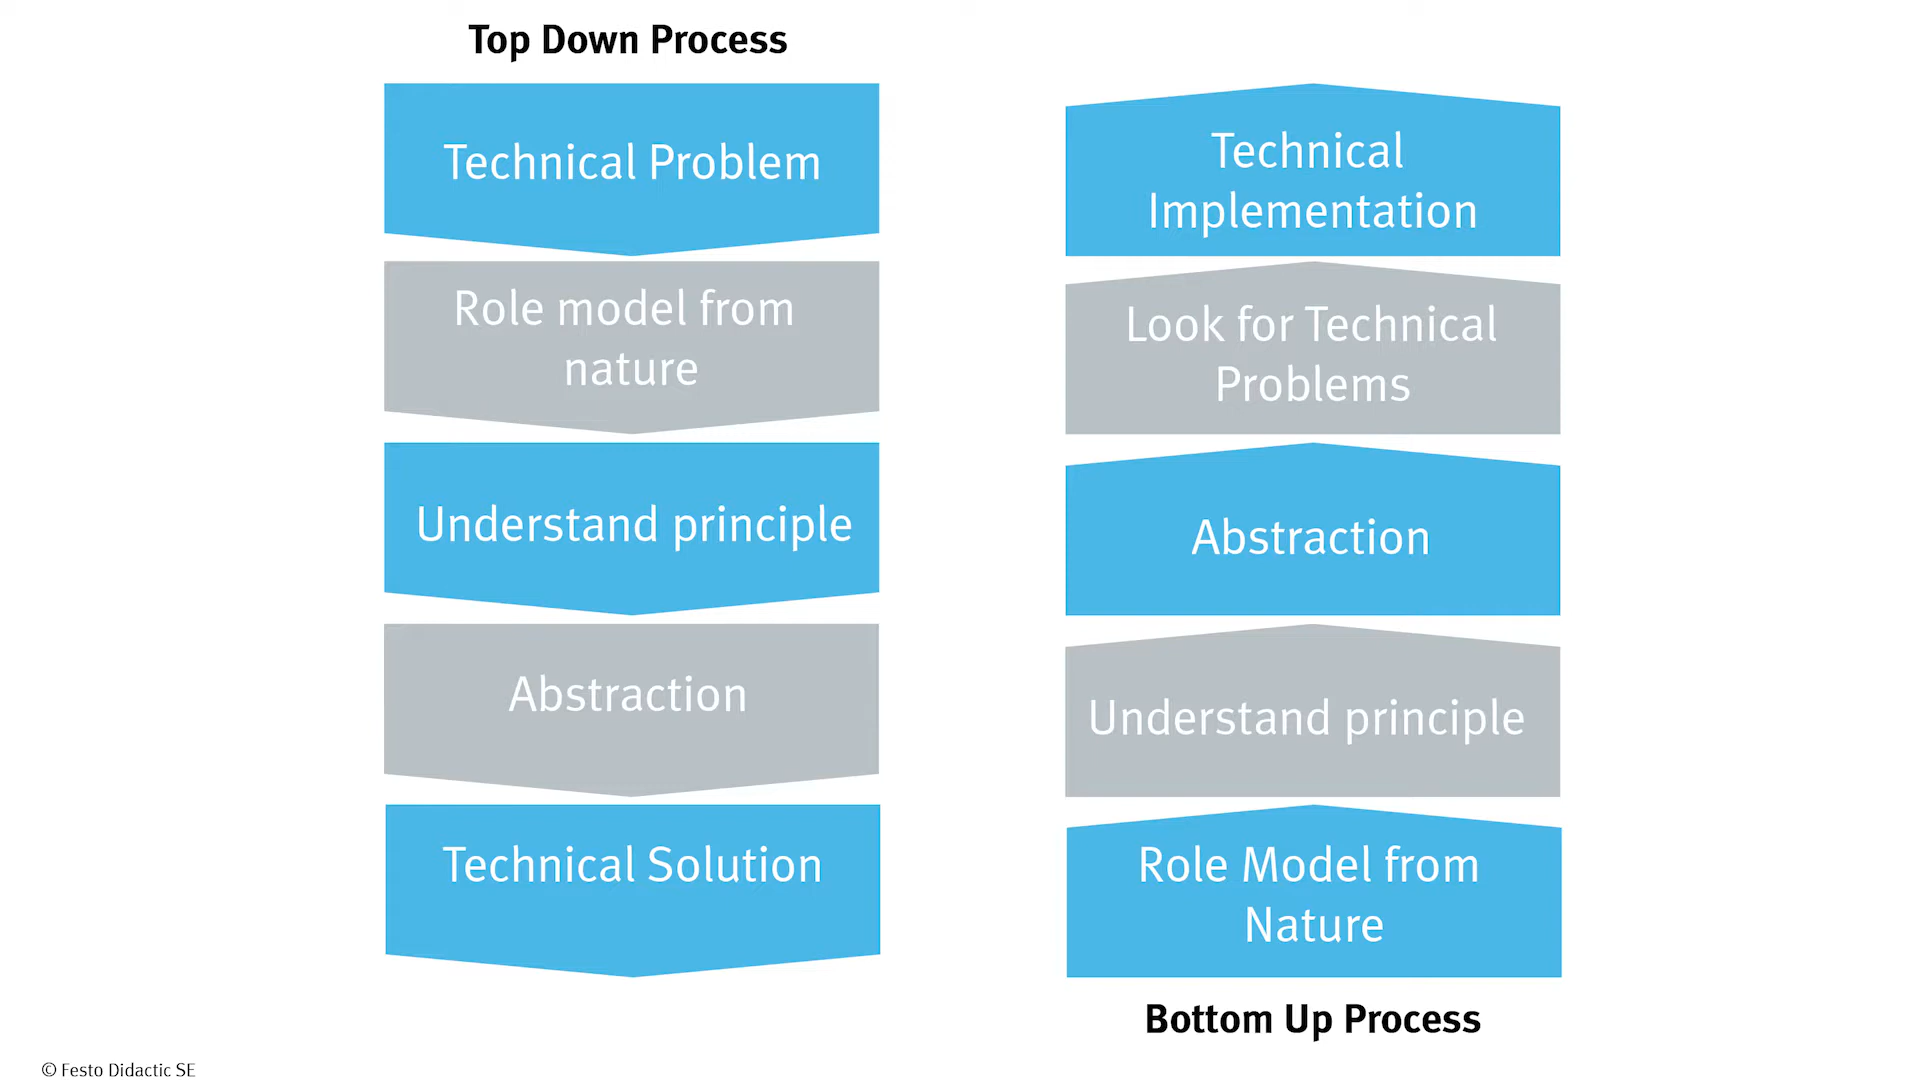 Top Down Process
Technical Problem
Role model from
nature
Understand principle
Abstraction
Technical Solution
Technical
Implementation
Look for Technical
Problems
Abstraction
Understand principle
Role Model from
Nature
Bottom Up Process
© Festo Didactic SE